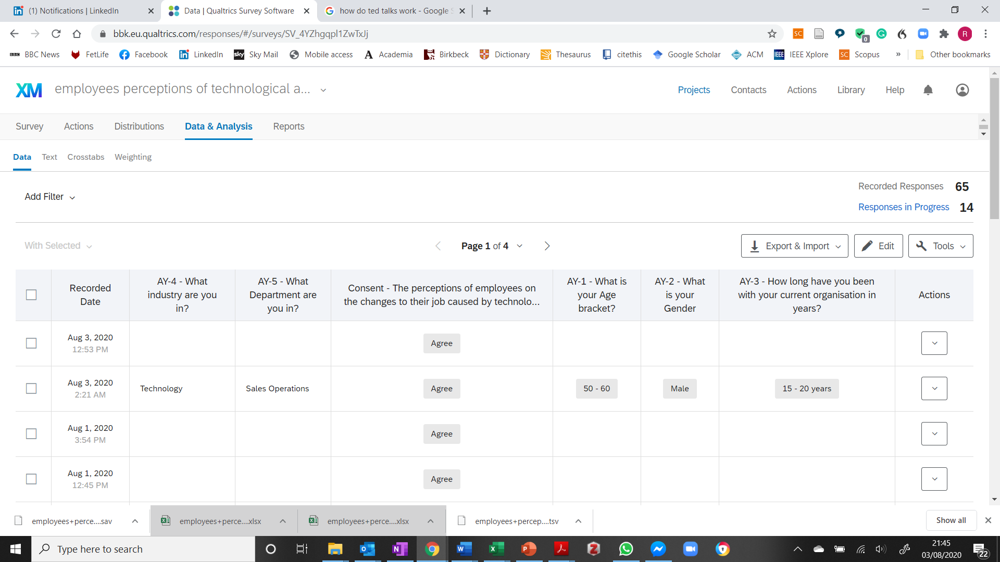 (1) Notifications | LinkedIn
Data | Qualtrics Survey Software
how do ted talks work - Google S
bbk.eu.qualtrics.com/responses/#/surveys/SV_4YZhgqpl1ZwTxJj
SC
0
R
BBC BBC News
FetLife
Facebook
LinkedIn
sky Sky Mail
Mobile access
A Academia
Birkbeck
Dictionary
Thesaurus
citethis
Google Scholar
ACM
IEEE IEEE Xplore
SC Scopus
»
Other bookmarks
XM employees perceptions of technological a...
Projects
Contacts
Actions
Library
Help
Survey
Actions
Distributions
Data & Analysis
Reports
Data
Text
Crosstabs
Weighting
Add Filter
Recorded Responses 65
Responses in Progress 14
With Selected
Page 1 of 4
Export & Import
Edit
Tools
Recorded
Date
AY-4 - What
industry are you
in?
AY-5 - What
Department are
you in?
Consent - The perceptions of employees on
the changes to their job caused by technolo...
AY-1 - What is
your Age
bracket?
AY-2 - What
is your
Gender
AY-3 - How long have you been
with your current organisation in
years?
Actions
Aug 3, 2020
12:53 PM
Agree
Aug 3, 2020
2:21 AM
Technology
Sales Operations
Agree
50 - 60
Male
15 - 20 years
Aug 1, 2020
3:54 PM
Agree
Aug 1, 2020
12:45 PM
Agree
employees+perce....sav
employees+perce....xlsx
employees+perce....xlsx
employees+percep....tsv
Show all
Type here to search
21:45
03/08/2020
22